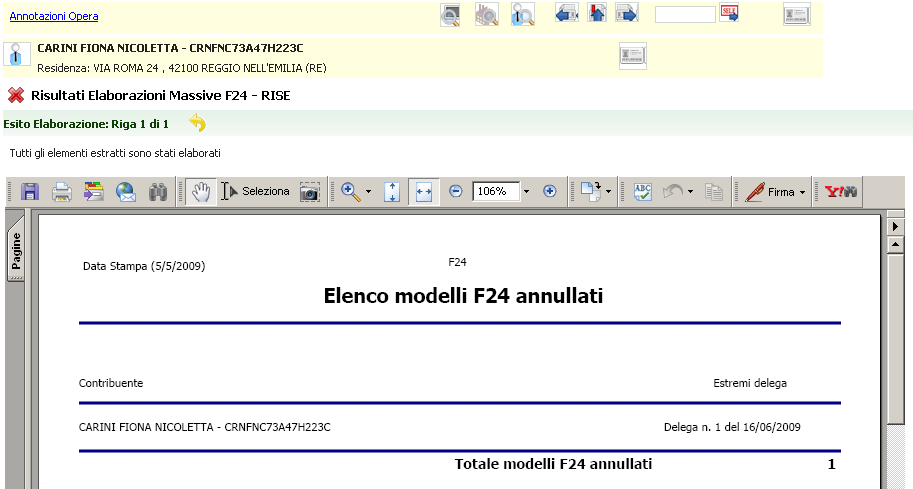 Annotazioni Opera
SELE
CARINI FIONA NICOLETTA - CRNFNC73A47H223C
Residenza: VIA ROMA 24 , 42100 REGGIO NELL'EMILIA (RE)
Risultati Elaborazioni Massive F24 - RISE
Esito Elaborazione: Riga 1 di 1
Tutti gli elementi estratti sono stati elaborati
Seleziona 106% ABC Firma Y!
Pagine
Data Stampa (5/5/2009) F24
Elenco modelli F24 annullati
Contribuente Estremi delega
CARINI FIONA NICOLETTA - CRNFNC73A47H223C Delega n. 1 del 16/06/2009
Totale modelli F24 annullati 1